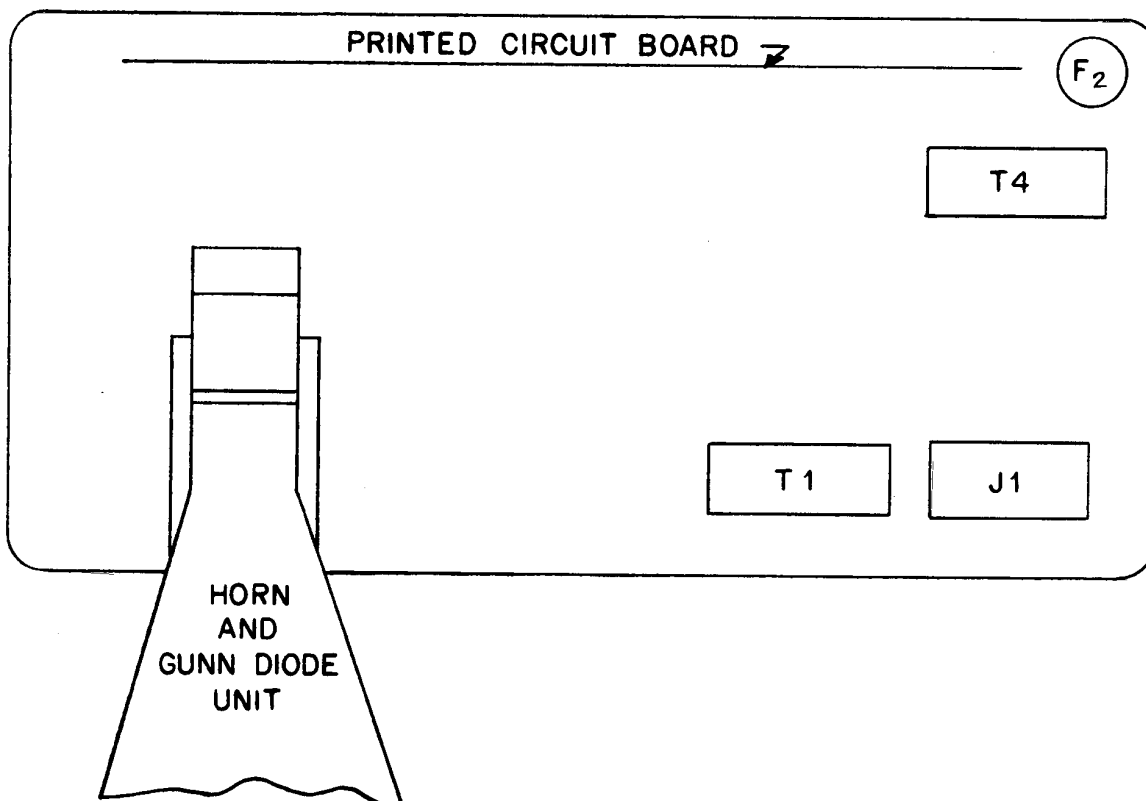 PRINTED CIRCUIT BOARD
F2
T4
T1
J1
HORN
AND
GUNN DIODE
UNIT